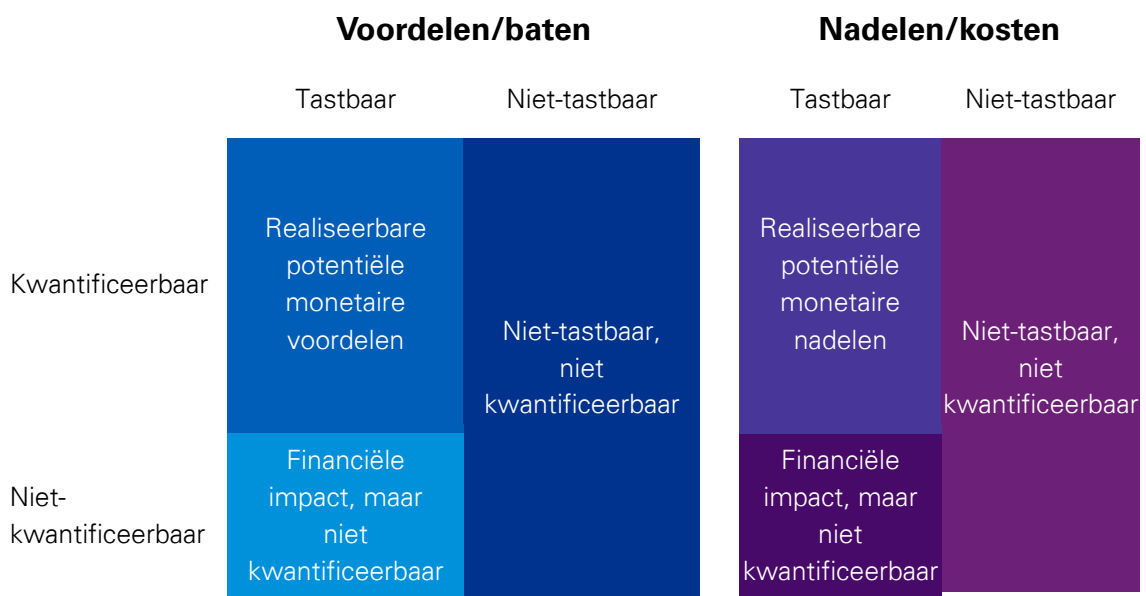 Voordelen/baten
Nadelen/kosten
Tastbaar
Niet-tastbaar
Tastbaar
Niet-tastbaar
Kwantificeerbaar
Realiseerbare
potentiële
monetaire
voordelen
Niet-tastbaar,
niet
kwantificeerbaar
Realiseerbare
potentiële
monetaire
nadelen
Niet-tastbaar,
niet
kwantificeerbaar
Niet-
kwantificeerbaar
Financiële
impact, maar
niet
kwantificeerbaar
Financiële
impact, maar
niet
kwantificeerbaar